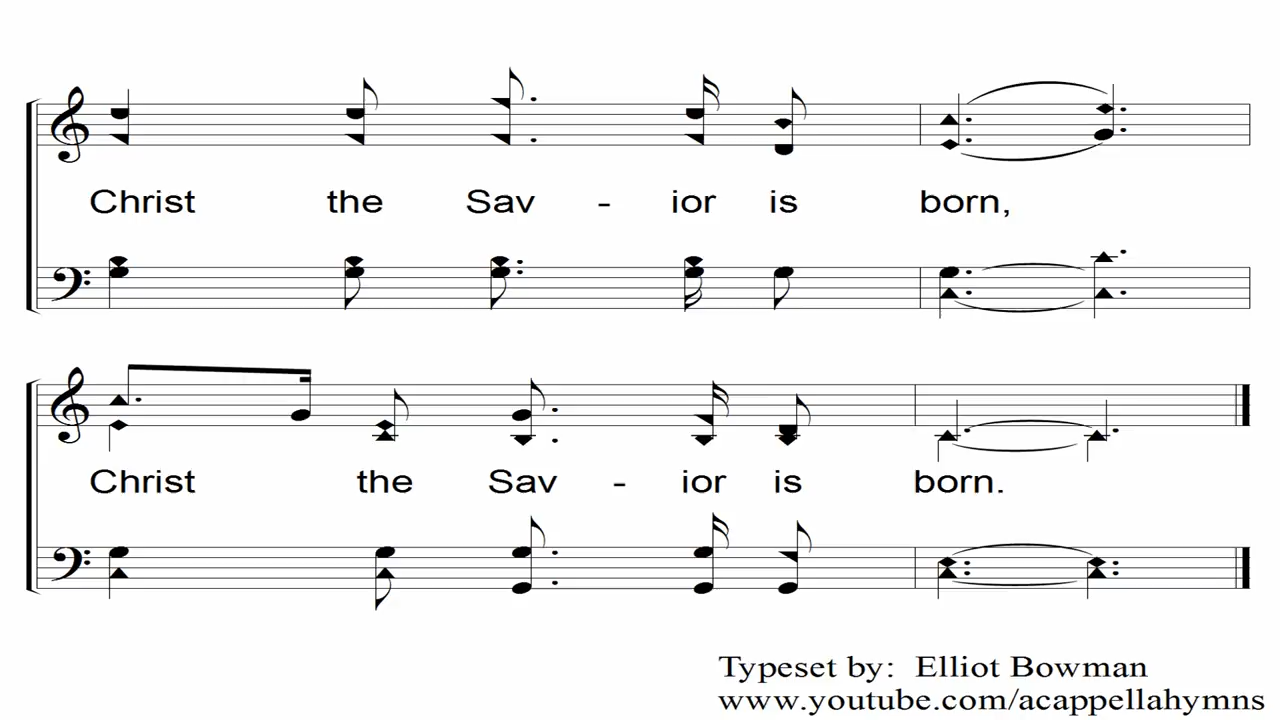 Christ the Sav - ior is born,
Christ the Sav - ior is born.
Typeset by: Elliot Bowman
www.youtube.com/acappellahymns